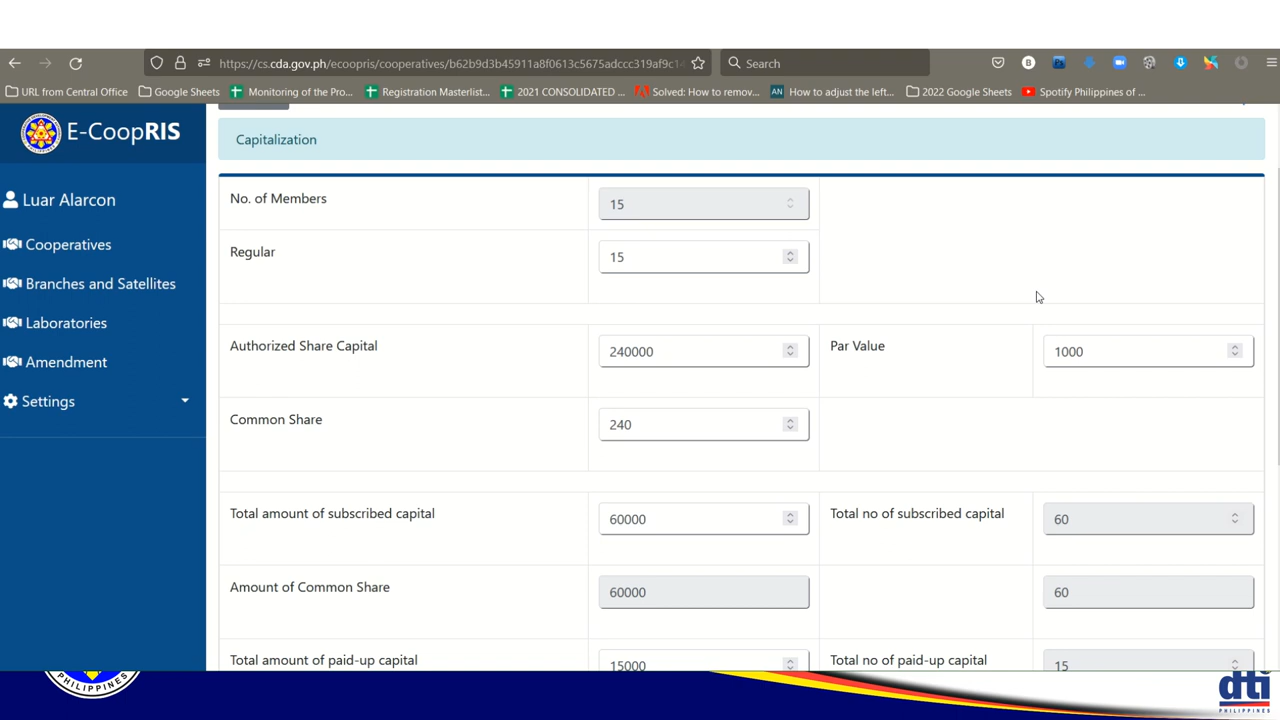 https://cs.cda.gov.ph/ecoopris/cooperatives/b62b9d3b45911a8f0613c5675adccc319af9c14
Search
URL from Central Office
Google Sheets
Monitoring of the Pro...
Registration Masterlist...
2021 CONSOLIDATED ...
Solved: How to remov...
AN How to adjust the left...
2022 Google Sheets
Spotify Philippines of ...
E-CoopRIS
Luar Alarcon
Cooperatives
Branches and Satellites
Laboratories
Amendment
Settings
Capitalization
No. of Members 15
Regular 15
Authorized Share Capital 240000 Par Value 1000
Common Share 240
Total amount of subscribed capital 60000 Total no of subscribed capital 60
Amount of Common Share 60000 60
Total amount of paid-up capital 15000 Total no of paid-up capital 15
PHILIPPINES
dti
PHILIPPINES